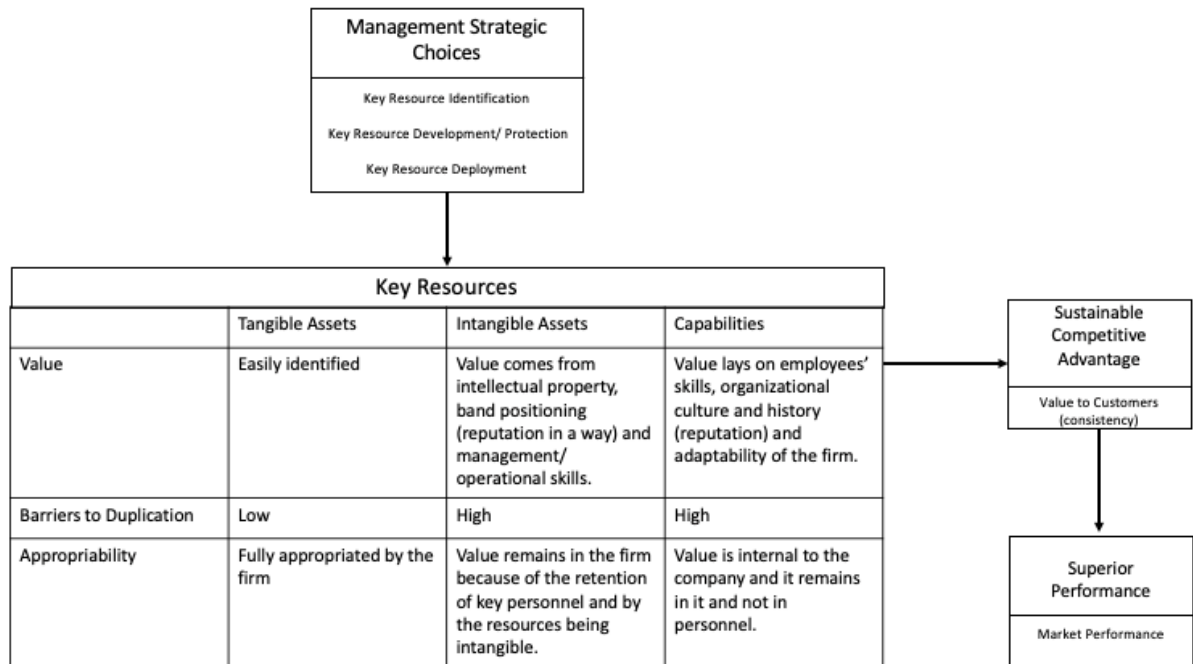 Management Strategic
Choices
Key Resource Identification
Key Resource Development/ Protection
Key Resource Deployment
Key Resources
Tangible Assets
Intangible Assets
Capabilities
Value
Easily identified
Value comes from
intellectual property,
band positioning
(reputation in a way) and
management/
operational skills.
Value lays on employees’
skills, organizational
culture and history
(reputation) and
adaptability of the firm.
Barriers to Duplication
Low
High
High
Appropriability
Fully appropriated by the
firm
Value remains in the firm
because of the retention
of key personnel and by
the resources being
intangible.
Value is internal to the
company and it remains
in it and not in
personnel.
Sustainable
Competitive
Advantage
Value to Customers
(consistency)
Superior
Performance
Market Performance